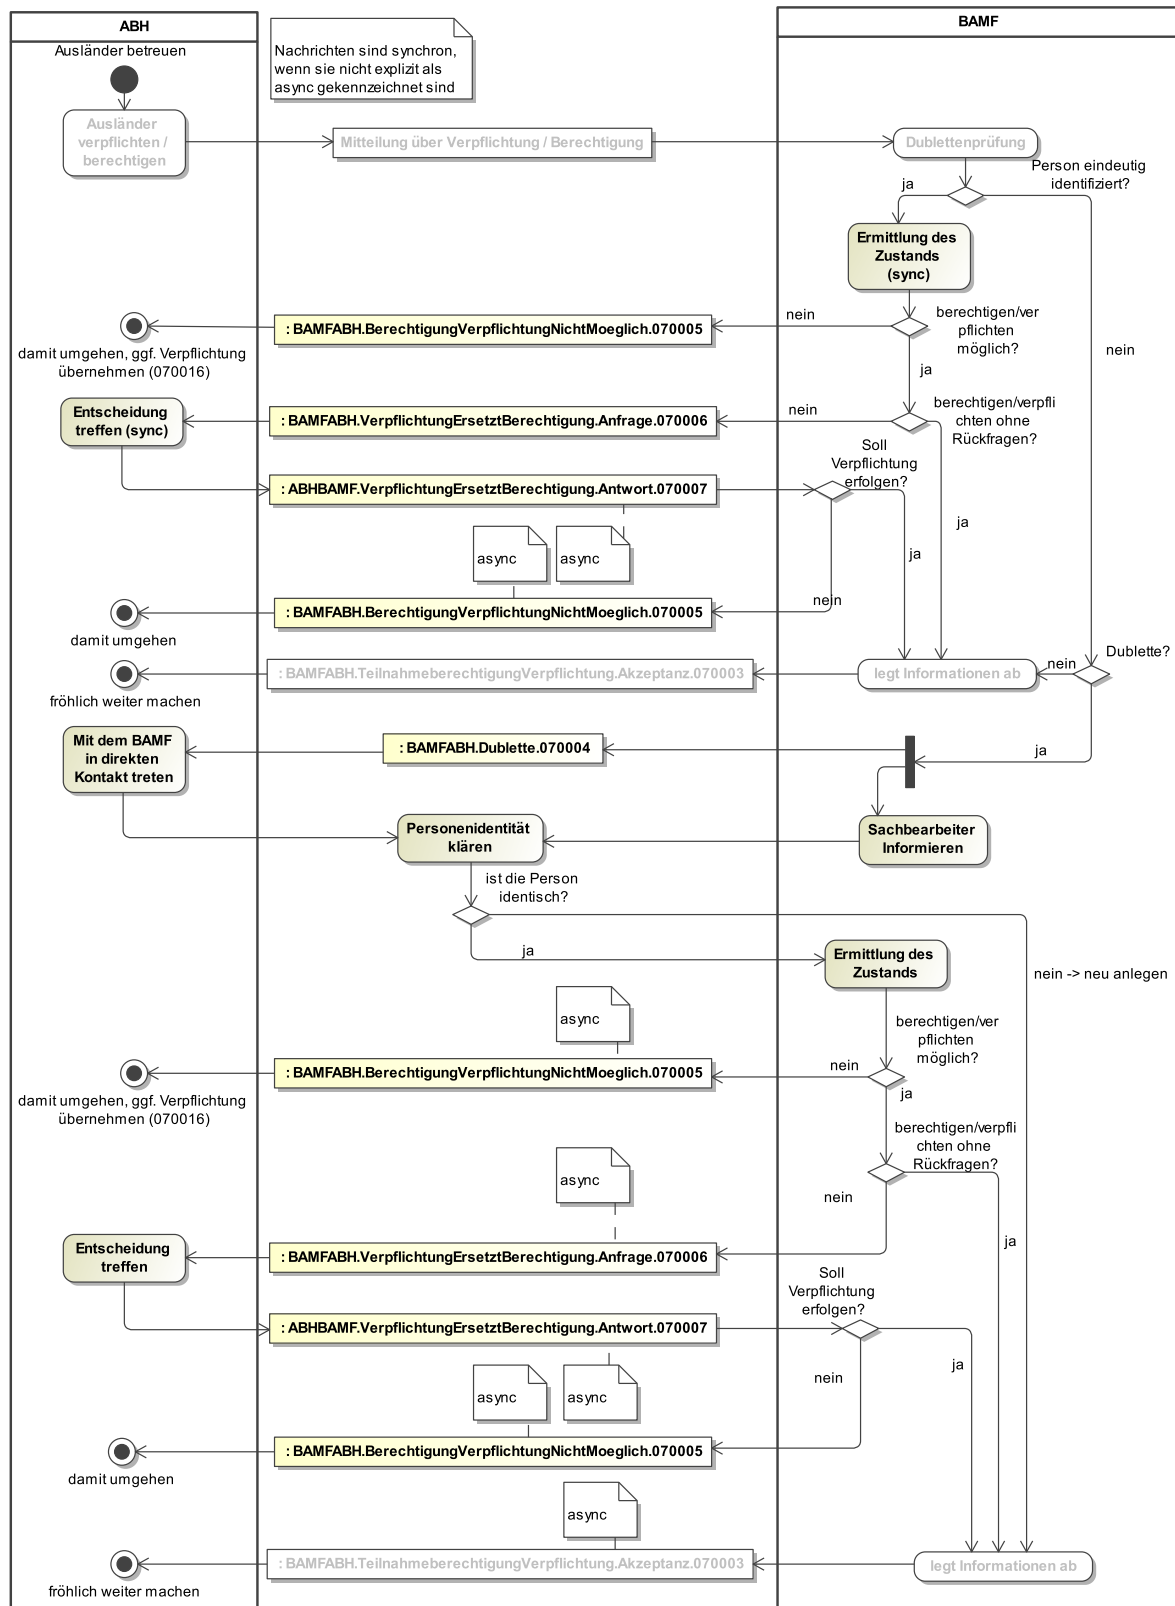 ABH
BAMF
Ausländer betreuen
Nachrichten sind synchron,
wenn sie nicht explizit als
async gekennzeichnet sind
Ausländer
verpflichten /
berechtigen
Mitteilung über Verpflichtung / Berechtigung
Dublettenprüfung
Person eindeutig
identifiziert?
ja
Ermittlung des
Zustands
(sync)
nein
: BAMFABH.BerechtigungVerpflichtungNichtMoeglich.070005
nein
berechtigen/ver
pflichten
möglich?
damit umgehen, ggf. Verpflichtung
übernehmen (070016)
ja
Entscheidung
treffen (sync)
: BAMFABH.VerpflichtungErsetztBerechtigung.Anfrage.070006
nein
berechtigen/verpfli
chten ohne
Rückfragen?
Soll
Verpflichtung
erfolgen?
: ABHBAMF.VerpflichtungErsetztBerechtigung.Antwort.070007
ja
ja
async
async
nein
: BAMFABH.BerechtigungVerpflichtungNichtMoeglich.070005
damit umgehen
Dublette?
nein
: BAMFABH.TeilnahmeberechtigungVerpflichtung.Akzeptanz.070003
legt Informationen ab
fröhlich weiter machen
Mit dem BAMF
in direkten
Kontakt treten
: BAMFABH.Dublette.070004
ja
Personenidentität
klären
Sachbearbeiter
Informieren
ist die Person
identisch?
ja
Ermittlung des
Zustands
nein -> neu anlegen
async
berechtigen/ver
pflichten
möglich?
: BAMFABH.BerechtigungVerpflichtungNichtMoeglich.070005
nein
ja
damit umgehen, ggf. Verpflichtung
übernehmen (070016)
berechtigen/verpfli
chten ohne
Rückfragen?
async
nein
ja
Entscheidung
treffen
: BAMFABH.VerpflichtungErsetztBerechtigung.Anfrage.070006
Soll
Verpflichtung
erfolgen?
: ABHBAMF.VerpflichtungErsetztBerechtigung.Antwort.070007
ja
nein
async
async
: BAMFABH.BerechtigungVerpflichtungNichtMoeglich.070005
damit umgehen
async
: BAMFABH.TeilnahmeberechtigungVerpflichtung.Akzeptanz.070003
legt Informationen ab
fröhlich weiter machen